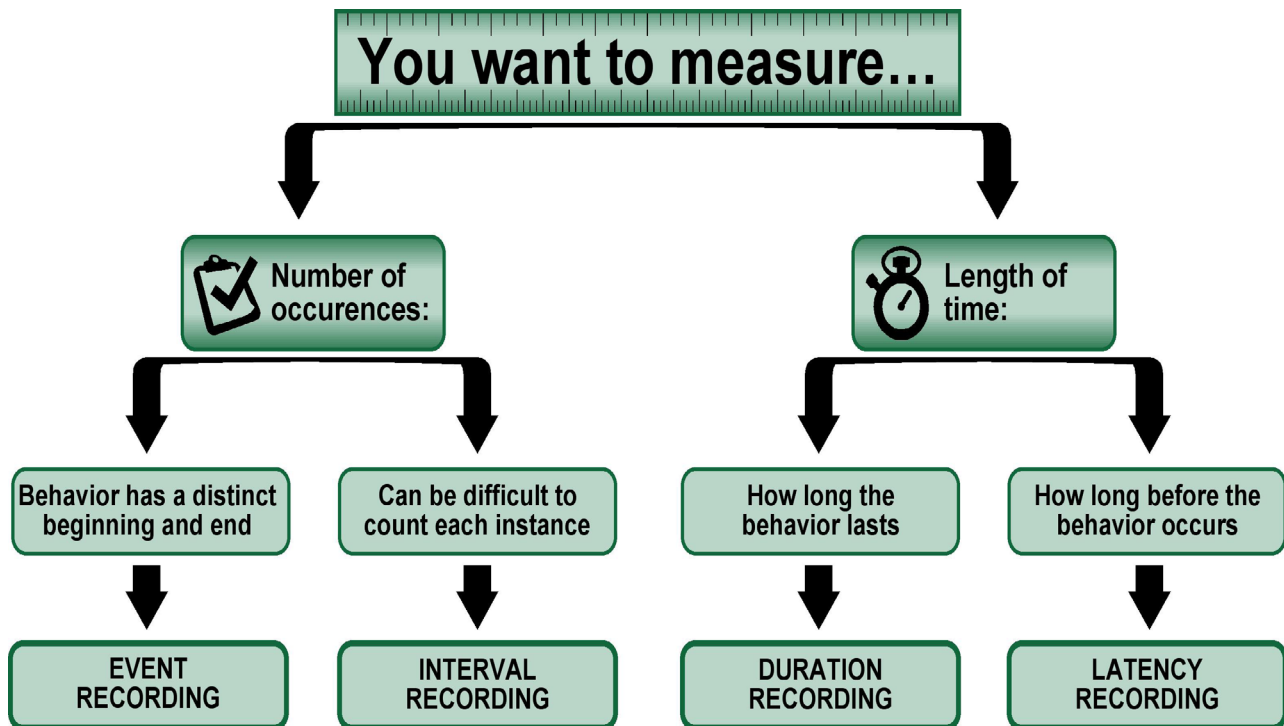 You want to measure…
Number of
occurences:
Length of
time:
Behavior has a distinct
beginning and end
Can be difficult to
count each instance
How long the
behavior lasts
How long before the
behavior occurs
EVENT
RECORDING
INTERVAL
RECORDING
DURATION
RECORDING
LATENCY
RECORDING